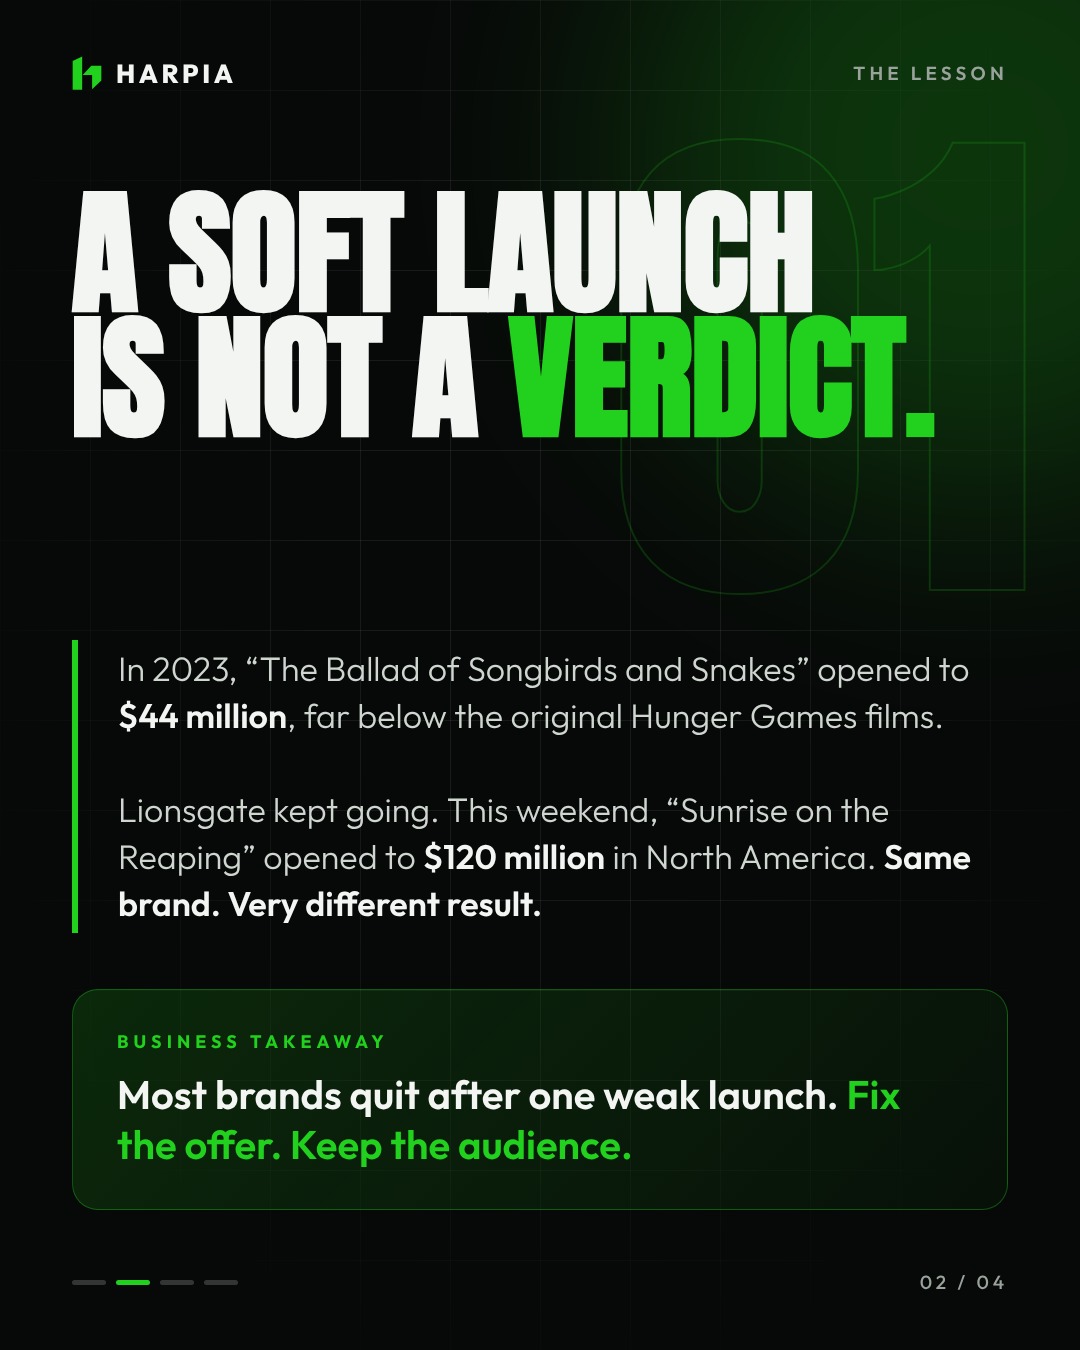 HARPIA
THE LESSON
01
A SOFT LAUNCH
IS NOT A VERDICT.
In 2023, “The Ballad of Songbirds and Snakes” opened to
$44 million, far below the original Hunger Games films.
Lionsgate kept going. This weekend, “Sunrise on the
Reaping” opened to $120 million in North America. Same
brand. Very different result.
BUSINESS TAKEAWAY
Most brands quit after one weak launch. Fix
the offer. Keep the audience.
02 / 04